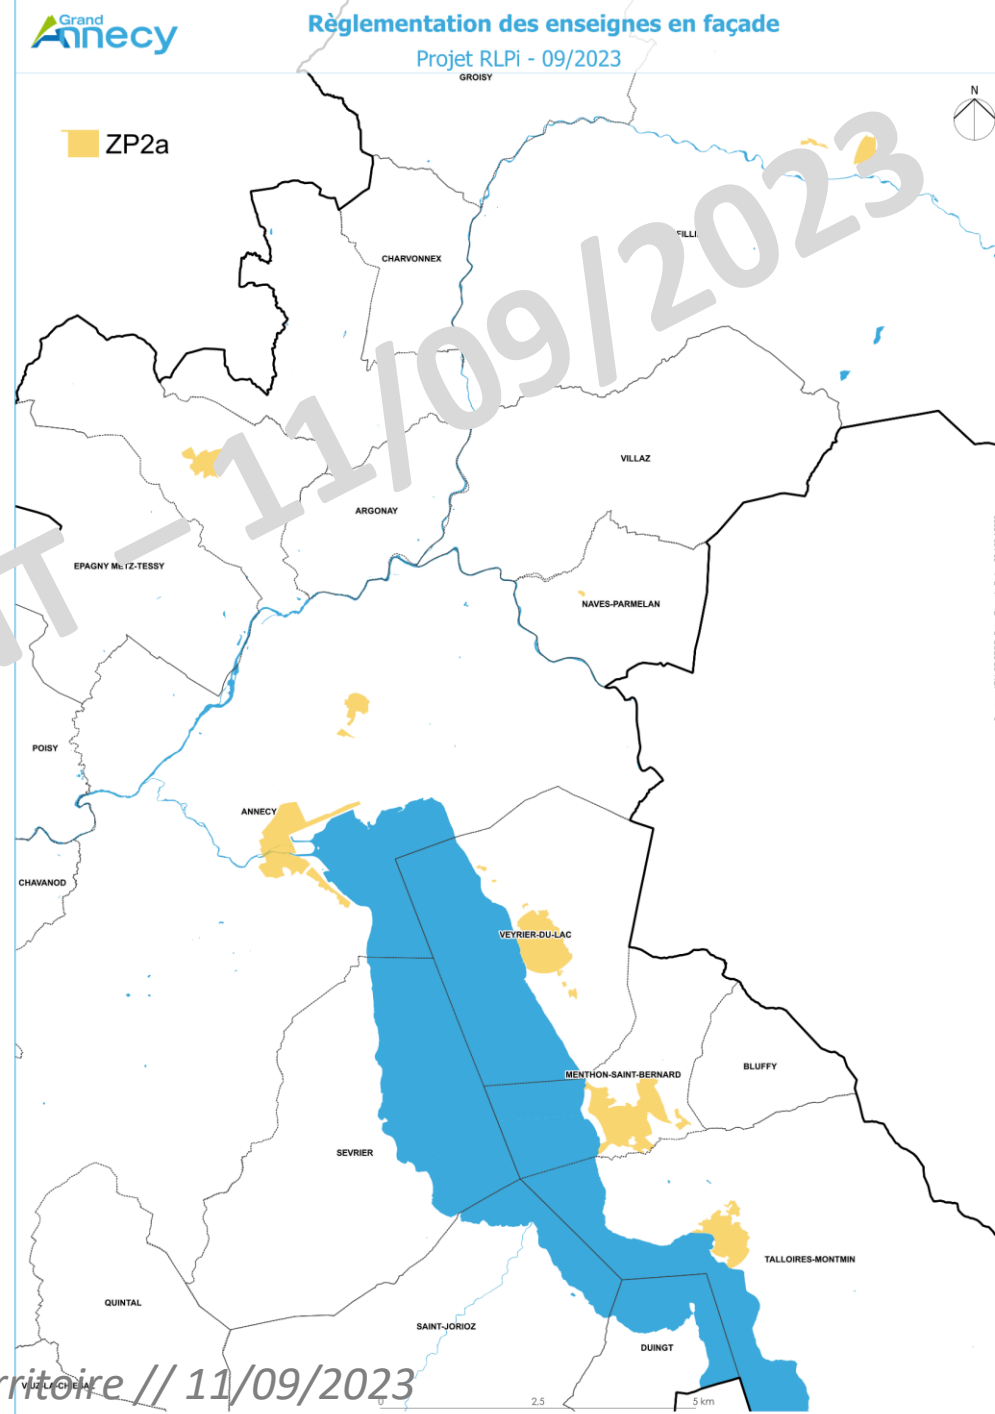 Grand
Annecy
Règlementation des enseignes en façade
Projet RLPi - 09/2023
GROISY
N
ZP2a
11/09/2023
CHARVONNEX
VILLAZ
ARGONAY
EPAGNY METZ-TESSY
NAVES-PARMELAN
POISY
ANNECY
CHAVANOD
VEYRIER-DU-LAC
MENTHON-SAINT-BERNARD
BLUFFY
SEVRIER
TALLOIRES-MONTMIN
QUINTAL
SAINT-JORIOZ
DUINGT
// 11/09/2023
0 2.5 5 km